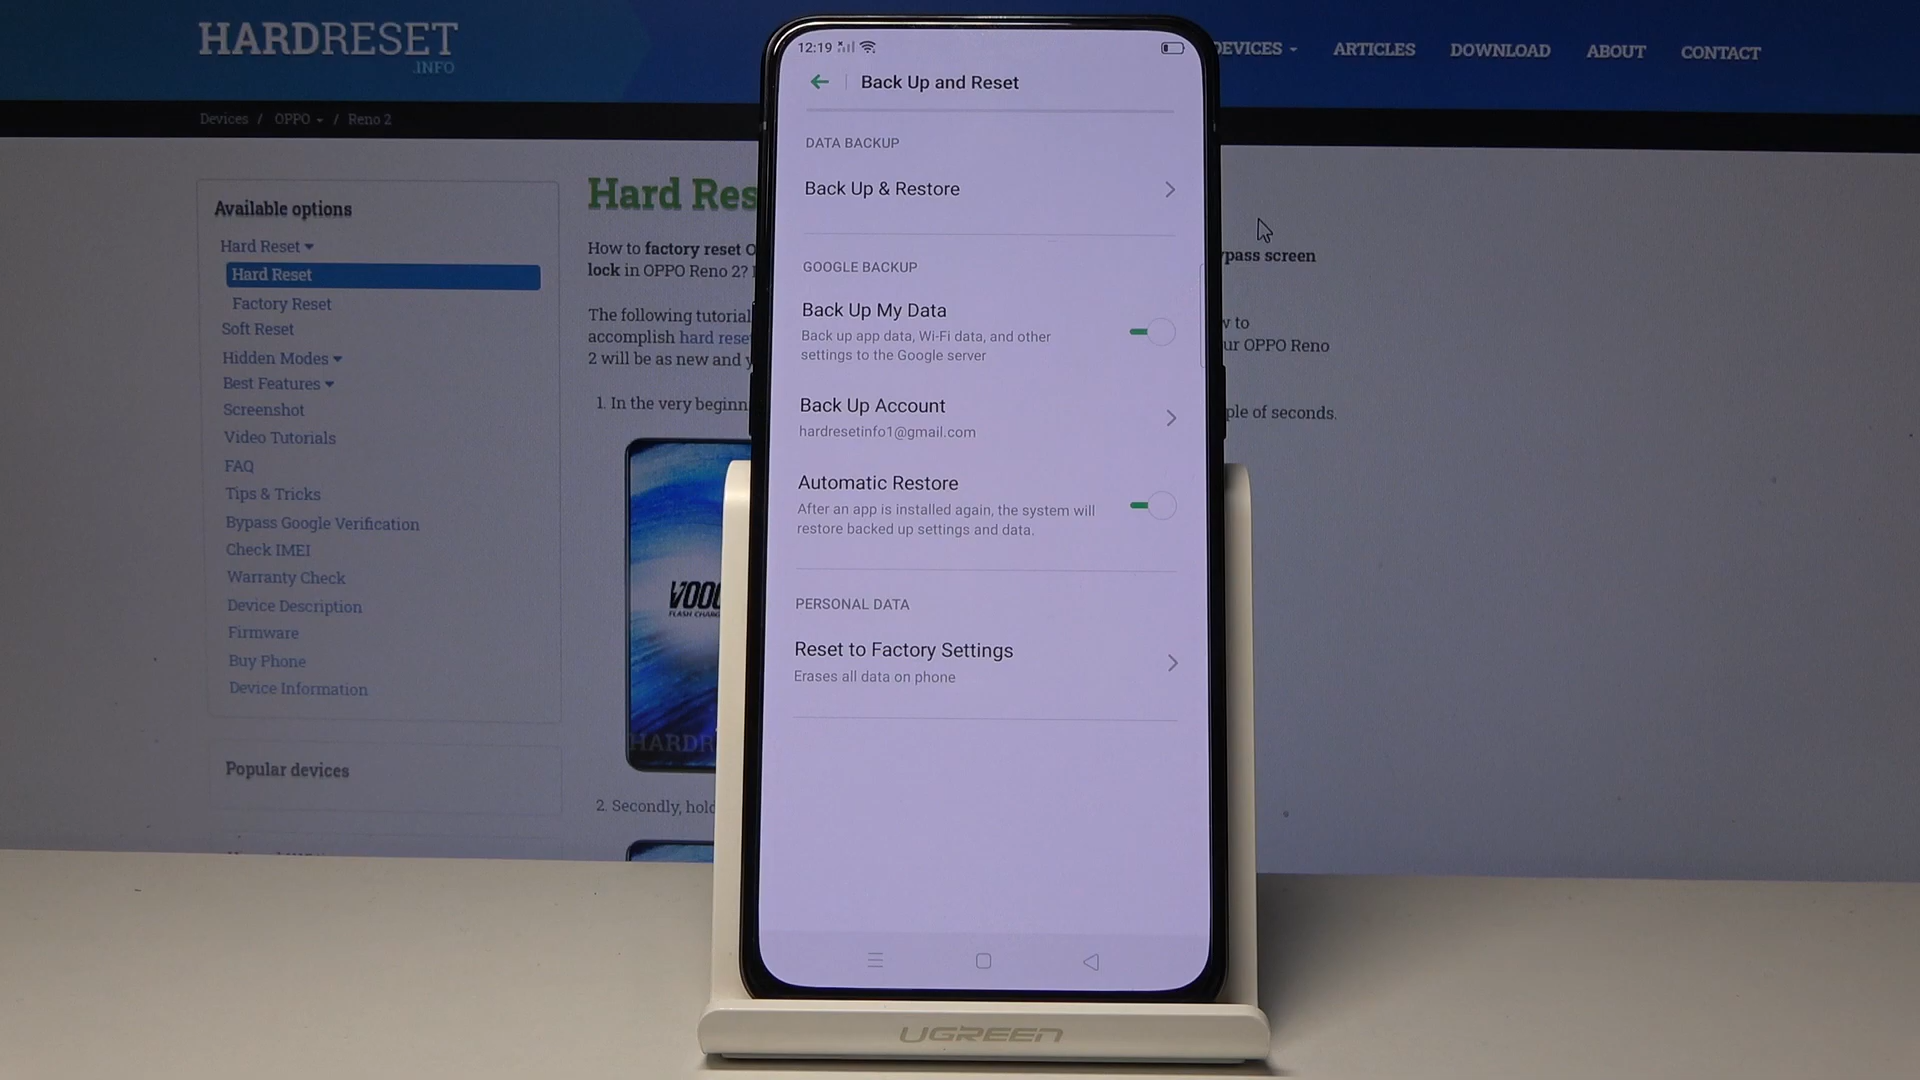 HARDRESET
.INFO
DEVICES
ARTICLES
DOWNLOAD
ABOUT
CONTACT
Devices / OPPO / Reno 2
Available options
Hard Reset
Hard Reset
Factory Reset
Soft Reset
Hidden Modes
Best Features
Screenshot
Video Tutorials
FAQ
Tips & Tricks
Bypass Google Verification
Check IMEI
Warranty Check
Device Description
Firmware
Buy Phone
Device Information
Popular devices
Hard Res
How to factory reset O
lock in OPPO Reno 2?
The following tutorial
accomplish hard rese
2 will be as new and y
1. In the very beginn
VOOC
FLASH CHARG
HARDR
2. Secondly, hold
ypass screen
to
ur OPPO Reno
ple of seconds.
12:19
Back Up and Reset
DATA BACKUP
Back Up & Restore
GOOGLE BACKUP
Back Up My Data
Back up app data, Wi-Fi data, and other
settings to the Google server
Back Up Account
hardresetinfo1@gmail.com
Automatic Restore
After an app is installed again, the system will
restore backed up settings and data.
PERSONAL DATA
Reset to Factory Settings
Erases all data on phone
UGREEN